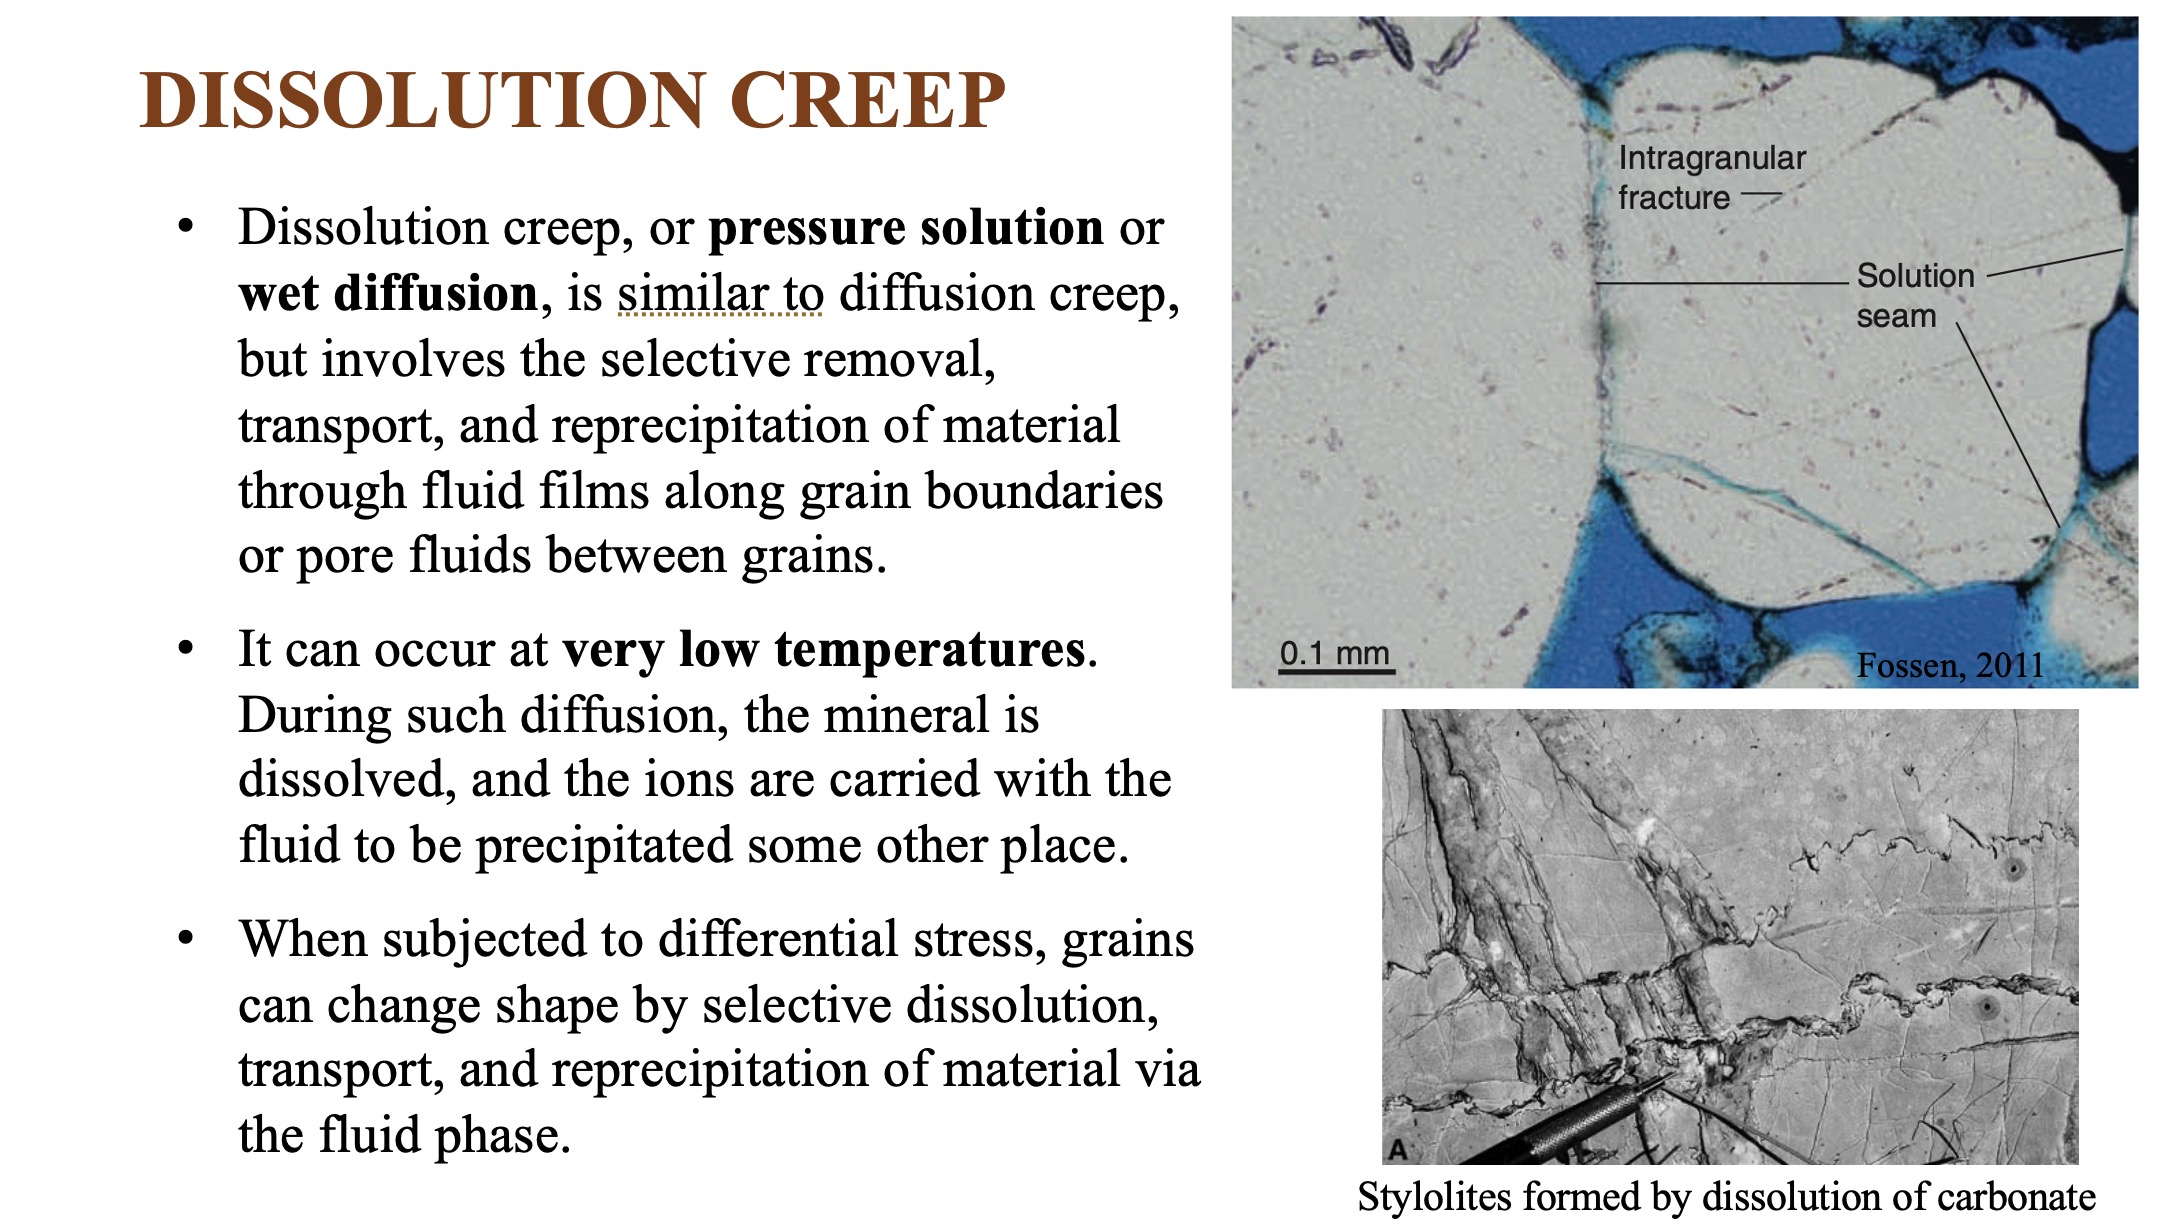 DISSOLUTION CREEP
• Dissolution creep, or pressure solution or
wet diffusion, is similar to diffusion creep,
but involves the selective removal,
transport, and reprecipitation of material
through fluid films along grain boundaries
or pore fluids between grains.
• It can occur at very low temperatures.
During such diffusion, the mineral is
dissolved, and the ions are carried with the
fluid to be precipitated some other place.
• When subjected to differential stress, grains
can change shape by selective dissolution,
transport, and reprecipitation of material via
the fluid phase.
Intragranular
fracture
Solution
seam
0.1 mm
Fossen, 2011
A
Stylolites formed by dissolution of carbonate